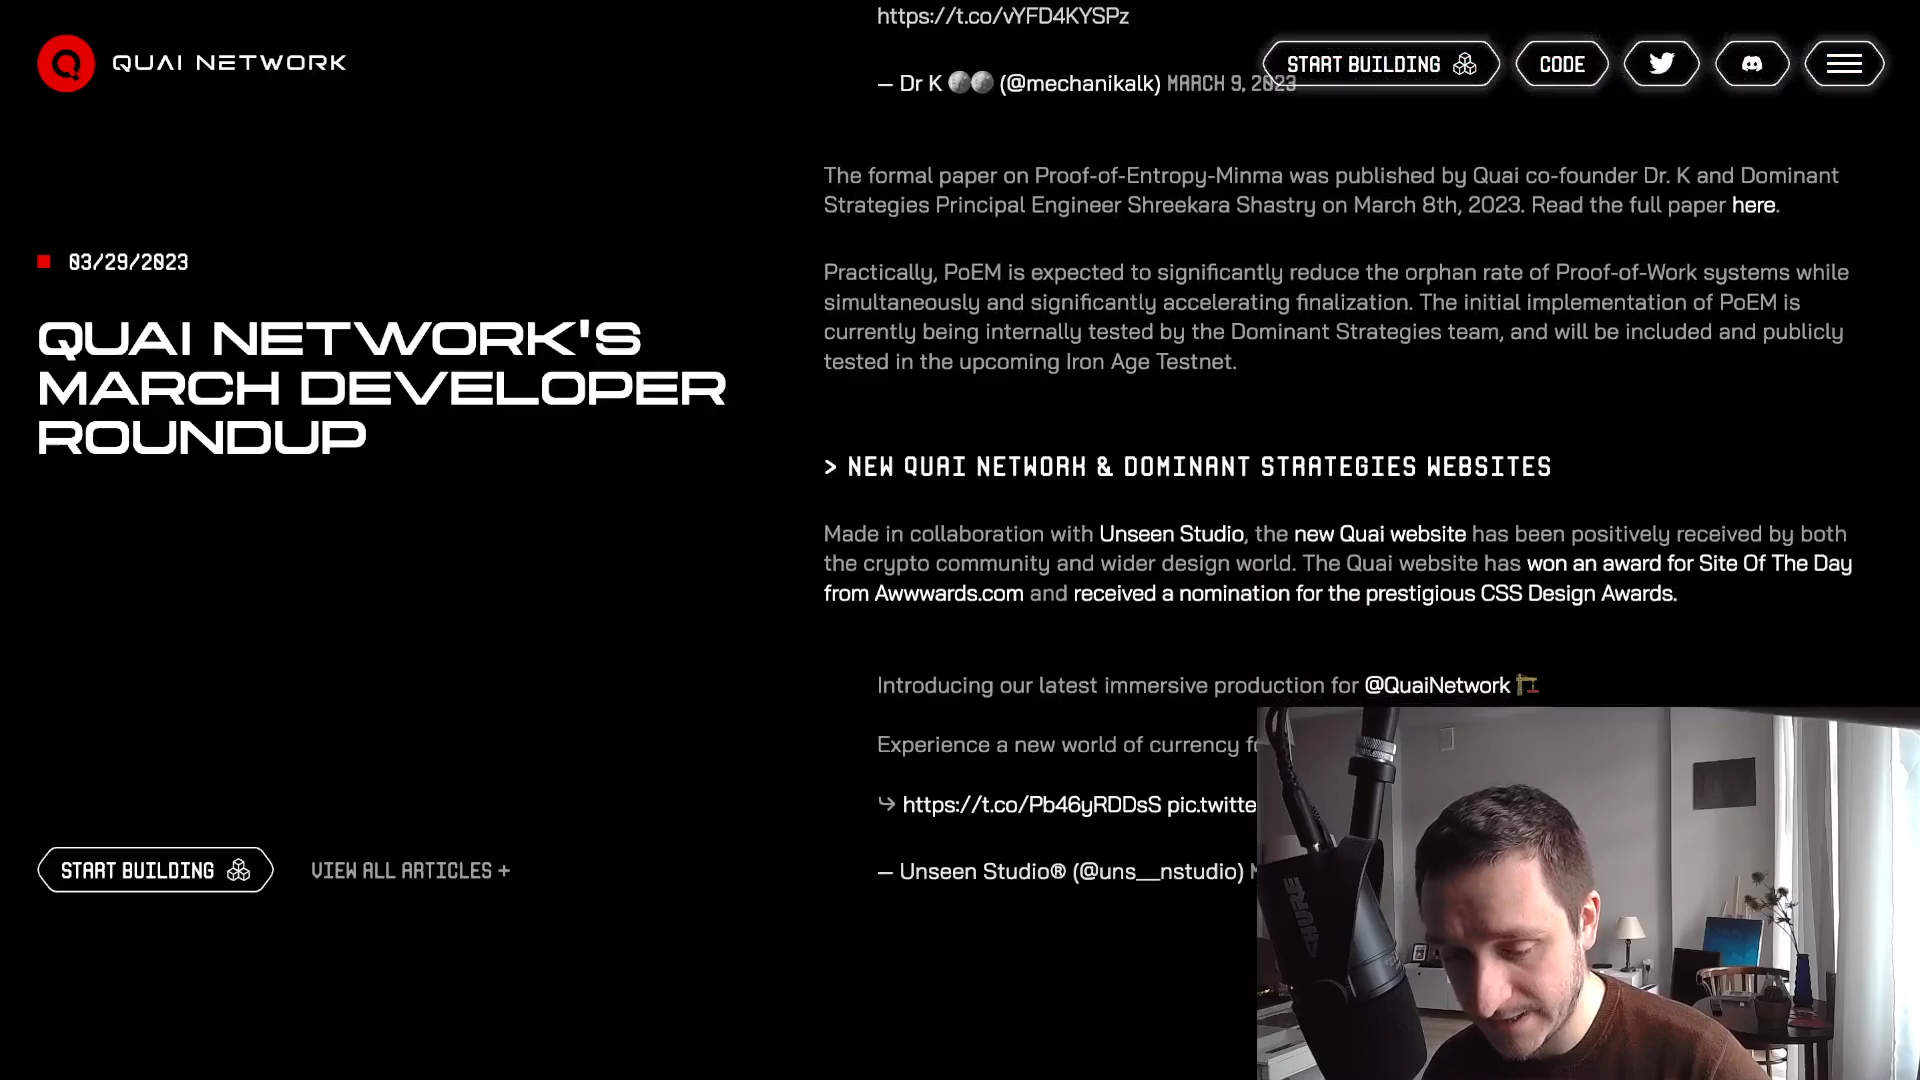 https://t.co/vYFD4KYSPz
QUAI NETWORK
START BUILDING
CODE
— Dr K 🌕🌕 (@mechanikalk) MARCH 9, 2023
The formal paper on Proof-of-Entropy-Minma was published by Quai co-founder Dr. K and Dominant
Strategies Principal Engineer Shreekara Shastry on March 8th, 2023. Read the full paper here.
03/29/2023
Practically, PoEM is expected to significantly reduce the orphan rate of Proof-of-Work systems while
simultaneously and significantly accelerating finalization. The initial implementation of PoEM is
currently being internally tested by the Dominant Strategies team, and will be included and publicly
tested in the upcoming Iron Age Testnet.
QUAI NETWORK'S
MARCH DEVELOPER
ROUNDUP
> NEW QUAI NETWORK & DOMINANT STRATEGIES WEBSITES
Made in collaboration with Unseen Studio, the new Quai website has been positively received by both
the crypto community and wider design world. The Quai website has won an award for Site Of The Day
from Awwwards.com and received a nomination for the prestigious CSS Design Awards.
Introducing our latest immersive production for @QuaiNetwork 🏗️
Experience a new world of currency
↪ https://t.co/Pb46yRDDsS pic.twitte
— Unseen Studio® (@uns__nstudio)
START BUILDING
VIEW ALL ARTICLES +
SHURE